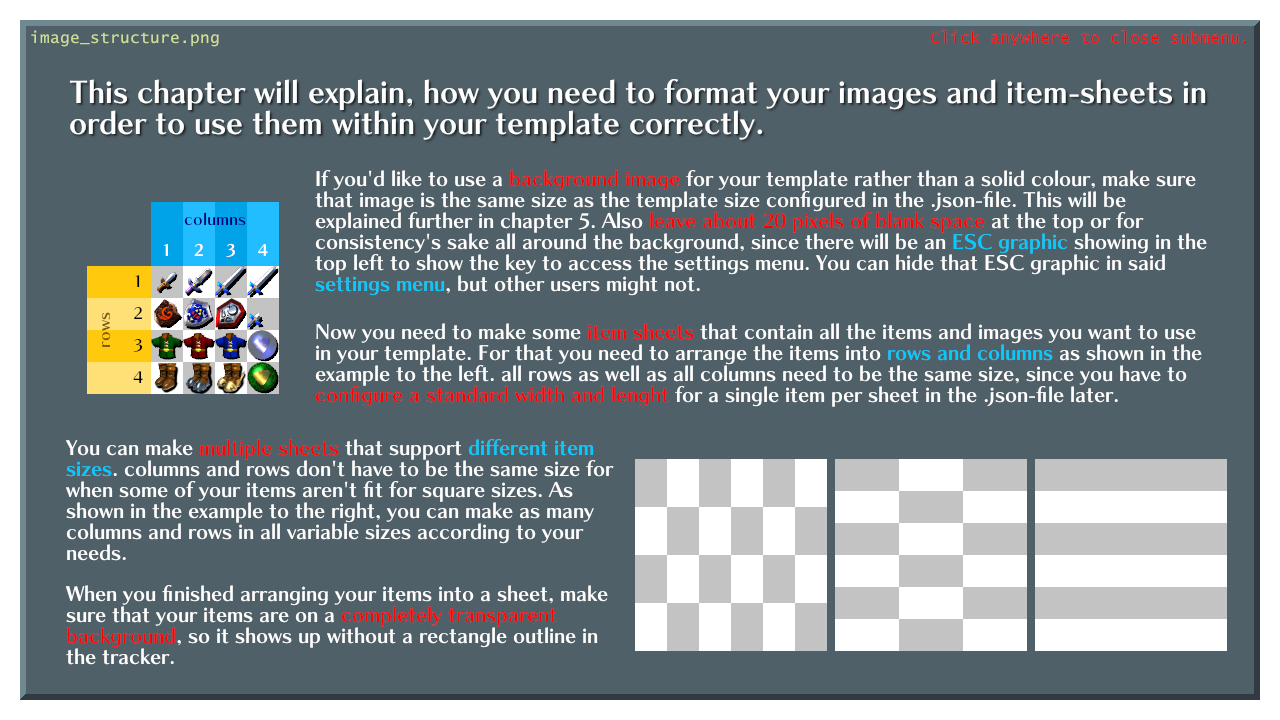 image_structure.png
Click anywhere to close submenu.
This chapter will explain, how you need to format your images and item-sheets in
order to use them within your template correctly.
If you'd like to use a background image for your template rather than a solid colour, make sure
that image is the same size as the template size configured in the .json-file. This will be
explained further in chapter 5. Also leave about 20 pixels of blank space at the top or for
consistency's sake all around the background, since there will be an ESC graphic showing in the
top left to show the key to access the settings menu. You can hide that ESC graphic in said
settings menu, but other users might not.
columns
1 2 3 4
rows
1
2
3
4
Now you need to make some item sheets that contain all the items and images you want to use
in your template. For that you need to arrange the items into rows and columns as shown in the
example to the left. all rows as well as all columns need to be the same size, since you have to
configure a standard width and lenght for a single item per sheet in the .json-file later.
You can make multiple sheets that support different item
sizes. columns and rows don't have to be the same size for
when some of your items aren't fit for square sizes. As
shown in the example to the right, you can make as many
columns and rows in all variable sizes according to your
needs.
When you finished arranging your items into a sheet, make
sure that your items are on a completely transparent
background, so it shows up without a rectangle outline in
the tracker.